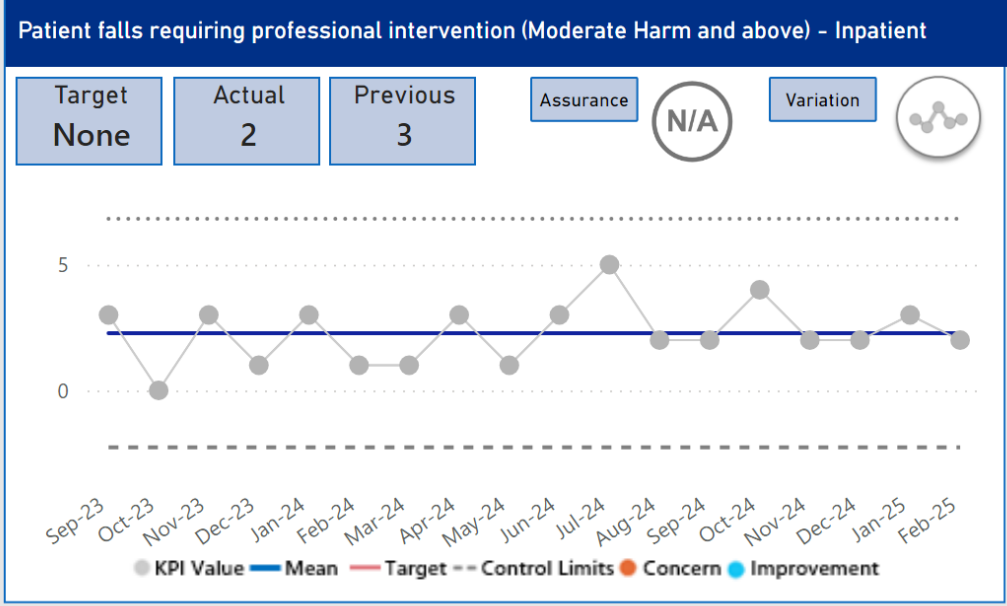 Patient falls requiring professional intervention (Moderate Harm and above) - Inpatient
Target
None
Actual
2
Previous
3
Assurance
N/A
Variation
5
0
Sep-23
Oct-23
Nov-23
Dec-23
Jan-24
Feb-24
Mar-24
Apr-24
May-24
Jun-24
Jul-24
Aug-24
Sep-24
Oct-24
Nov-24
Dec-24
Jan-25
Feb-25
KPI Value Mean Target Control Limits Concern Improvement